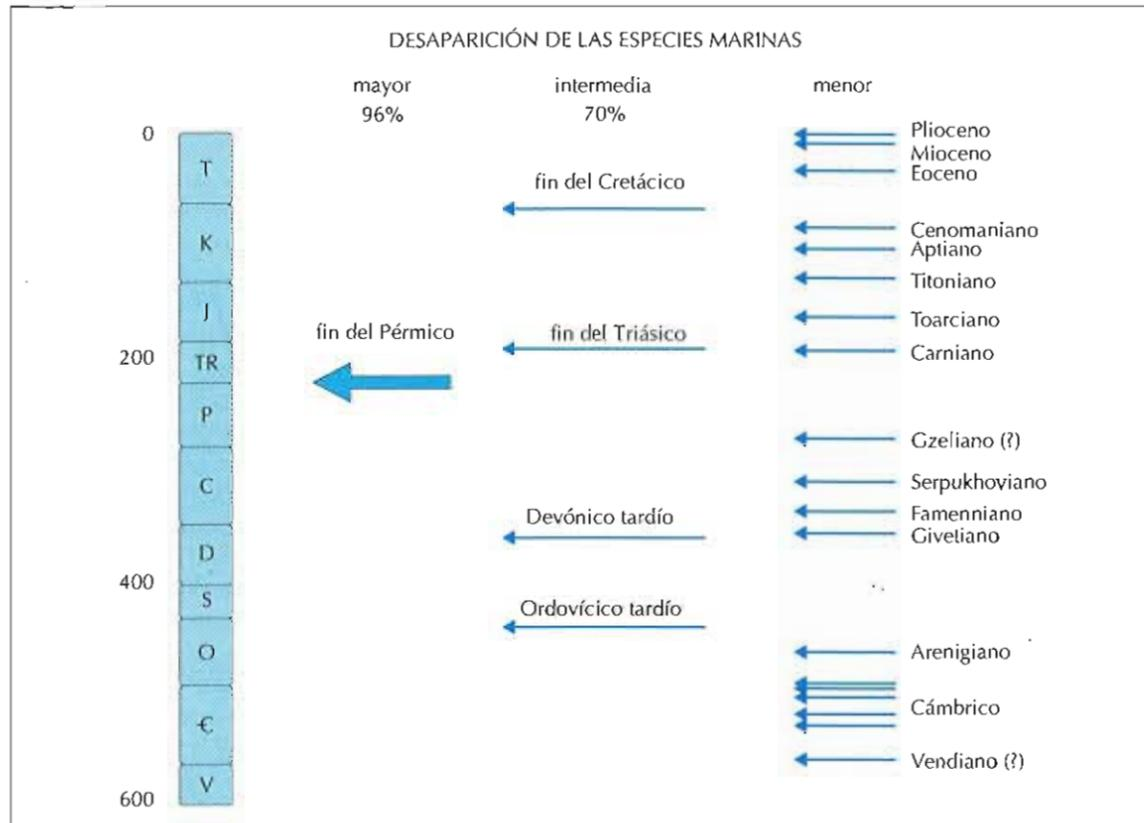 DESAPARICIÓN DE LAS ESPECIES MARINAS
mayor
96%
intermedia
70%
menor
0
200
400
600
T
K
J
TR
P
C
D
S
O
€
V
fin del Pérmico
fin del Cretácico
fin del Triásico
Devónico tardío
Ordovícico tardío
Plioceno
Mioceno
Eoceno
Cenomaniano
Aptiano
Titoniano
Toarciano
Carniano
Gzeliano (?)
Serpukhoviano
Famenniano
Givetiano
Arenigiano
Cámbrico
Vendiano (?)